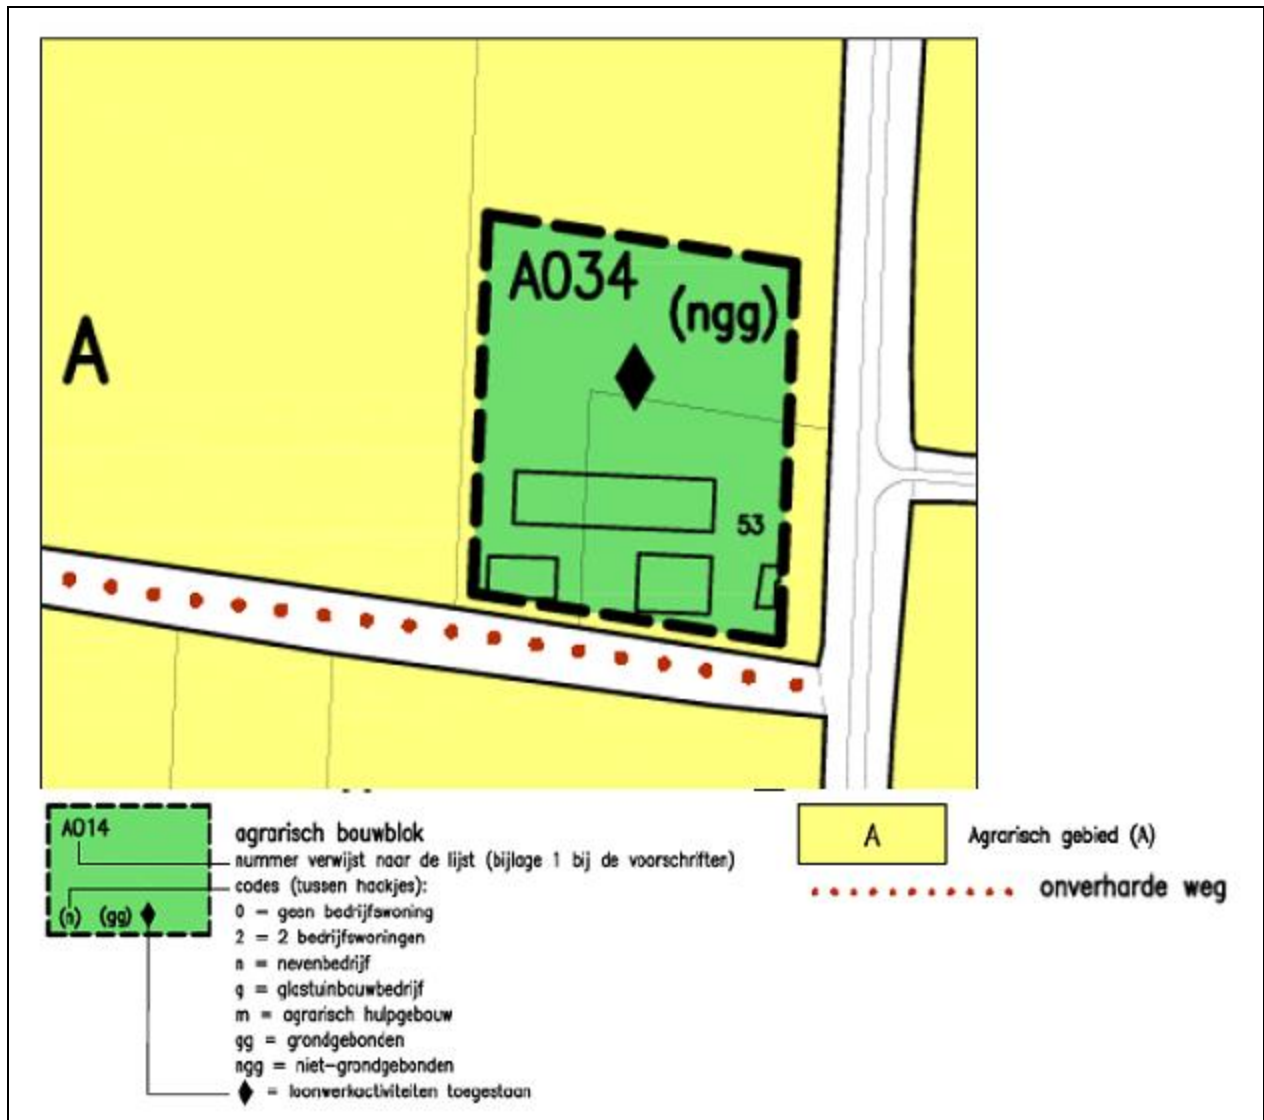 A034
(ngg)
A
53
A014
(n) (gg)
agrarisch bouwblok
nummer verwijst naar de lijst (bijlage 1 bij de voorschriften)
codes (tussen haakjes):
0 = geen bedrijfswoning
2 = 2 bedrijfswoningen
n = nevenbedrijf
g = glastuinbouwbedrijf
m = agrarisch hulpgebouw
gg = grondgebonden
ngg = niet-grondgebonden
= loonwerkactiviteiten toegestaan
A
Agrarisch gebied (A)
onverharde weg